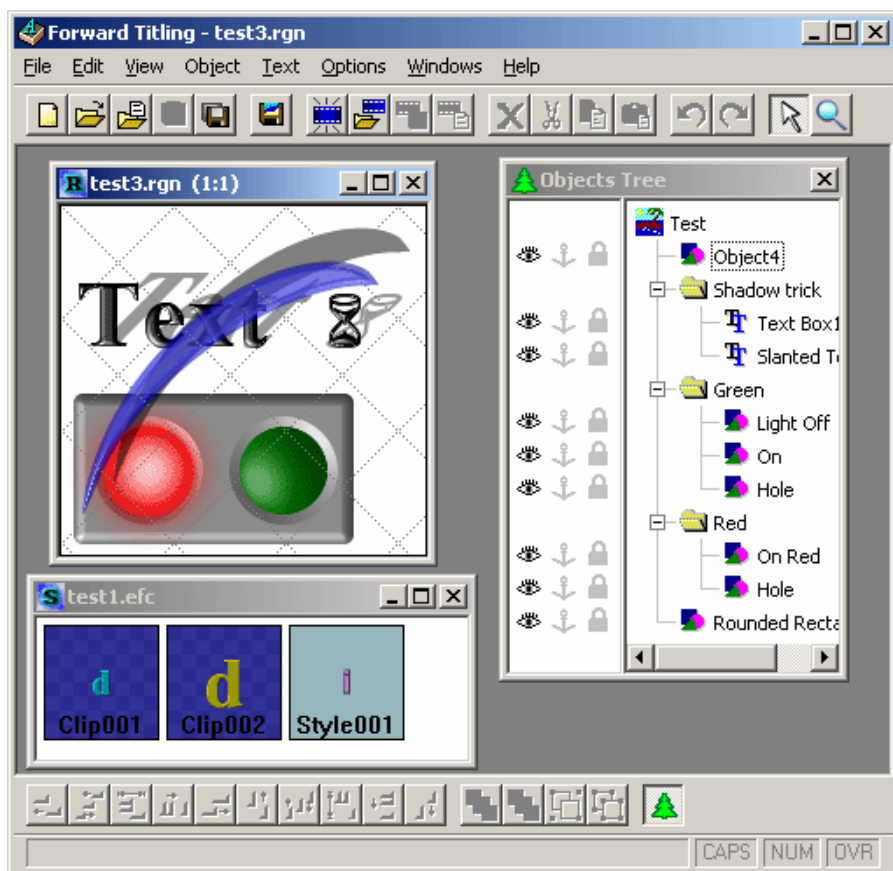 Forward Titling - test3.rgn
File Edit View Object Text Options Windows Help
test3.rgn (1:1)
Text
Objects Tree
Test
Object4
Shadow trick
Text Box1
Slanted T
Green
Light Off
On
Hole
Red
On Red
Hole
Rounded Recta
test1.efc
d
Clip001
d
Clip002
i
Style001
CAPS NUM OVR